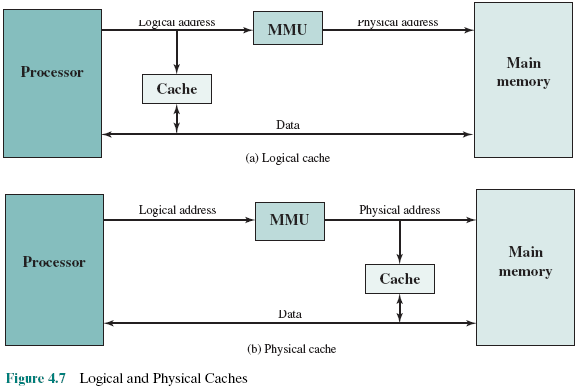 Logical address
MMU
Physical address
Processor
Main
memory
Cache
Data
(a) Logical cache
Logical address
MMU
Physical address
Processor
Main
memory
Cache
Data
(b) Physical cache
Figure 4.7 Logical and Physical Caches